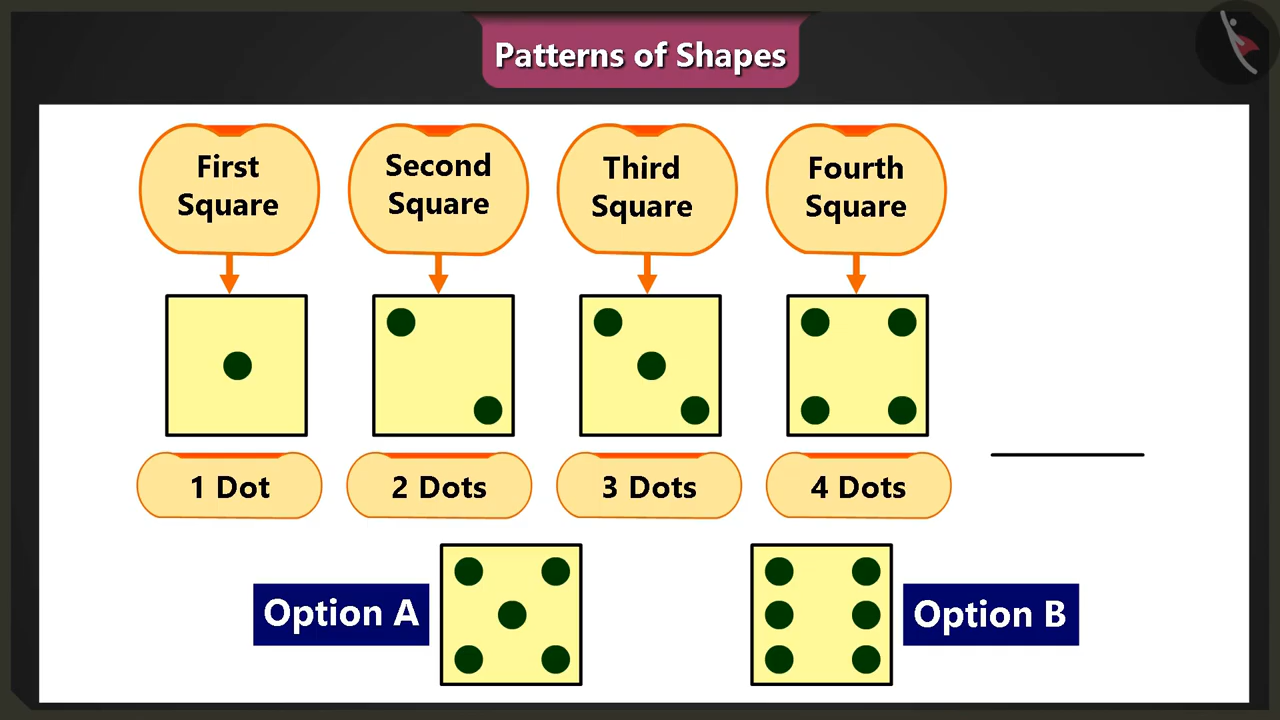 Patterns of Shapes
First
Square
Second
Square
Third
Square
Fourth
Square
1 Dot
2 Dots
3 Dots
4 Dots
Option A
Option B